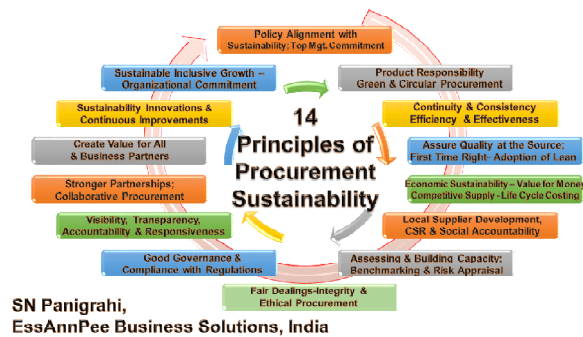 Policy Alignment with
Sustainability; Top Mgt. Commitment
Product Responsibility
Green & Circular Procurement
Continuity & Consistency
Efficiency & Effectiveness
Assure Quality at the Source;
First Time Right- Adoption of Lean
Economic Sustainability – Value for Money
Competitive Supply - Life Cycle Costing
Local Supplier Development,
CSR & Social Accountability
Assessing & Building Capacity;
Benchmarking & Risk Appraisal
Fair Dealings-Integrity &
Ethical Procurement
Good Governance &
Compliance with Regulations
Visibility, Transparency,
Accountability & Responsiveness
Stronger Partnerships;
Collaborative Procurement
Create Value for All
& Business Partners
Sustainability Innovations &
Continuous Improvements
Sustainable Inclusive Growth –
Organizational Commitment
14
Principles of
Procurement
Sustainability
SN Panigrahi,
EssAnnPee Business Solutions, India